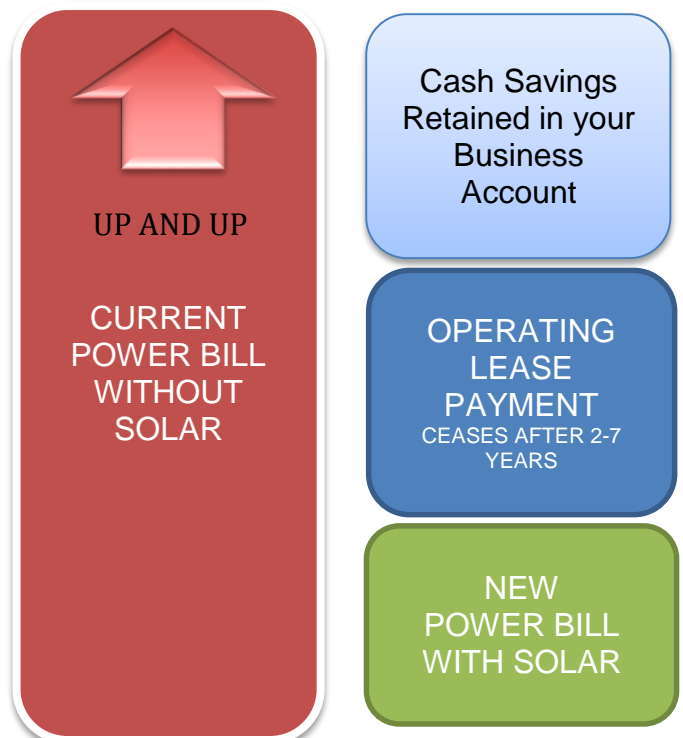 UP AND UP
CURRENT
POWER BILL
WITHOUT
SOLAR
Cash Savings
Retained in your
Business
Account
OPERATING
LEASE
PAYMENT
CEASES AFTER 2-7
YEARS
NEW
POWER BILL
WITH SOLAR